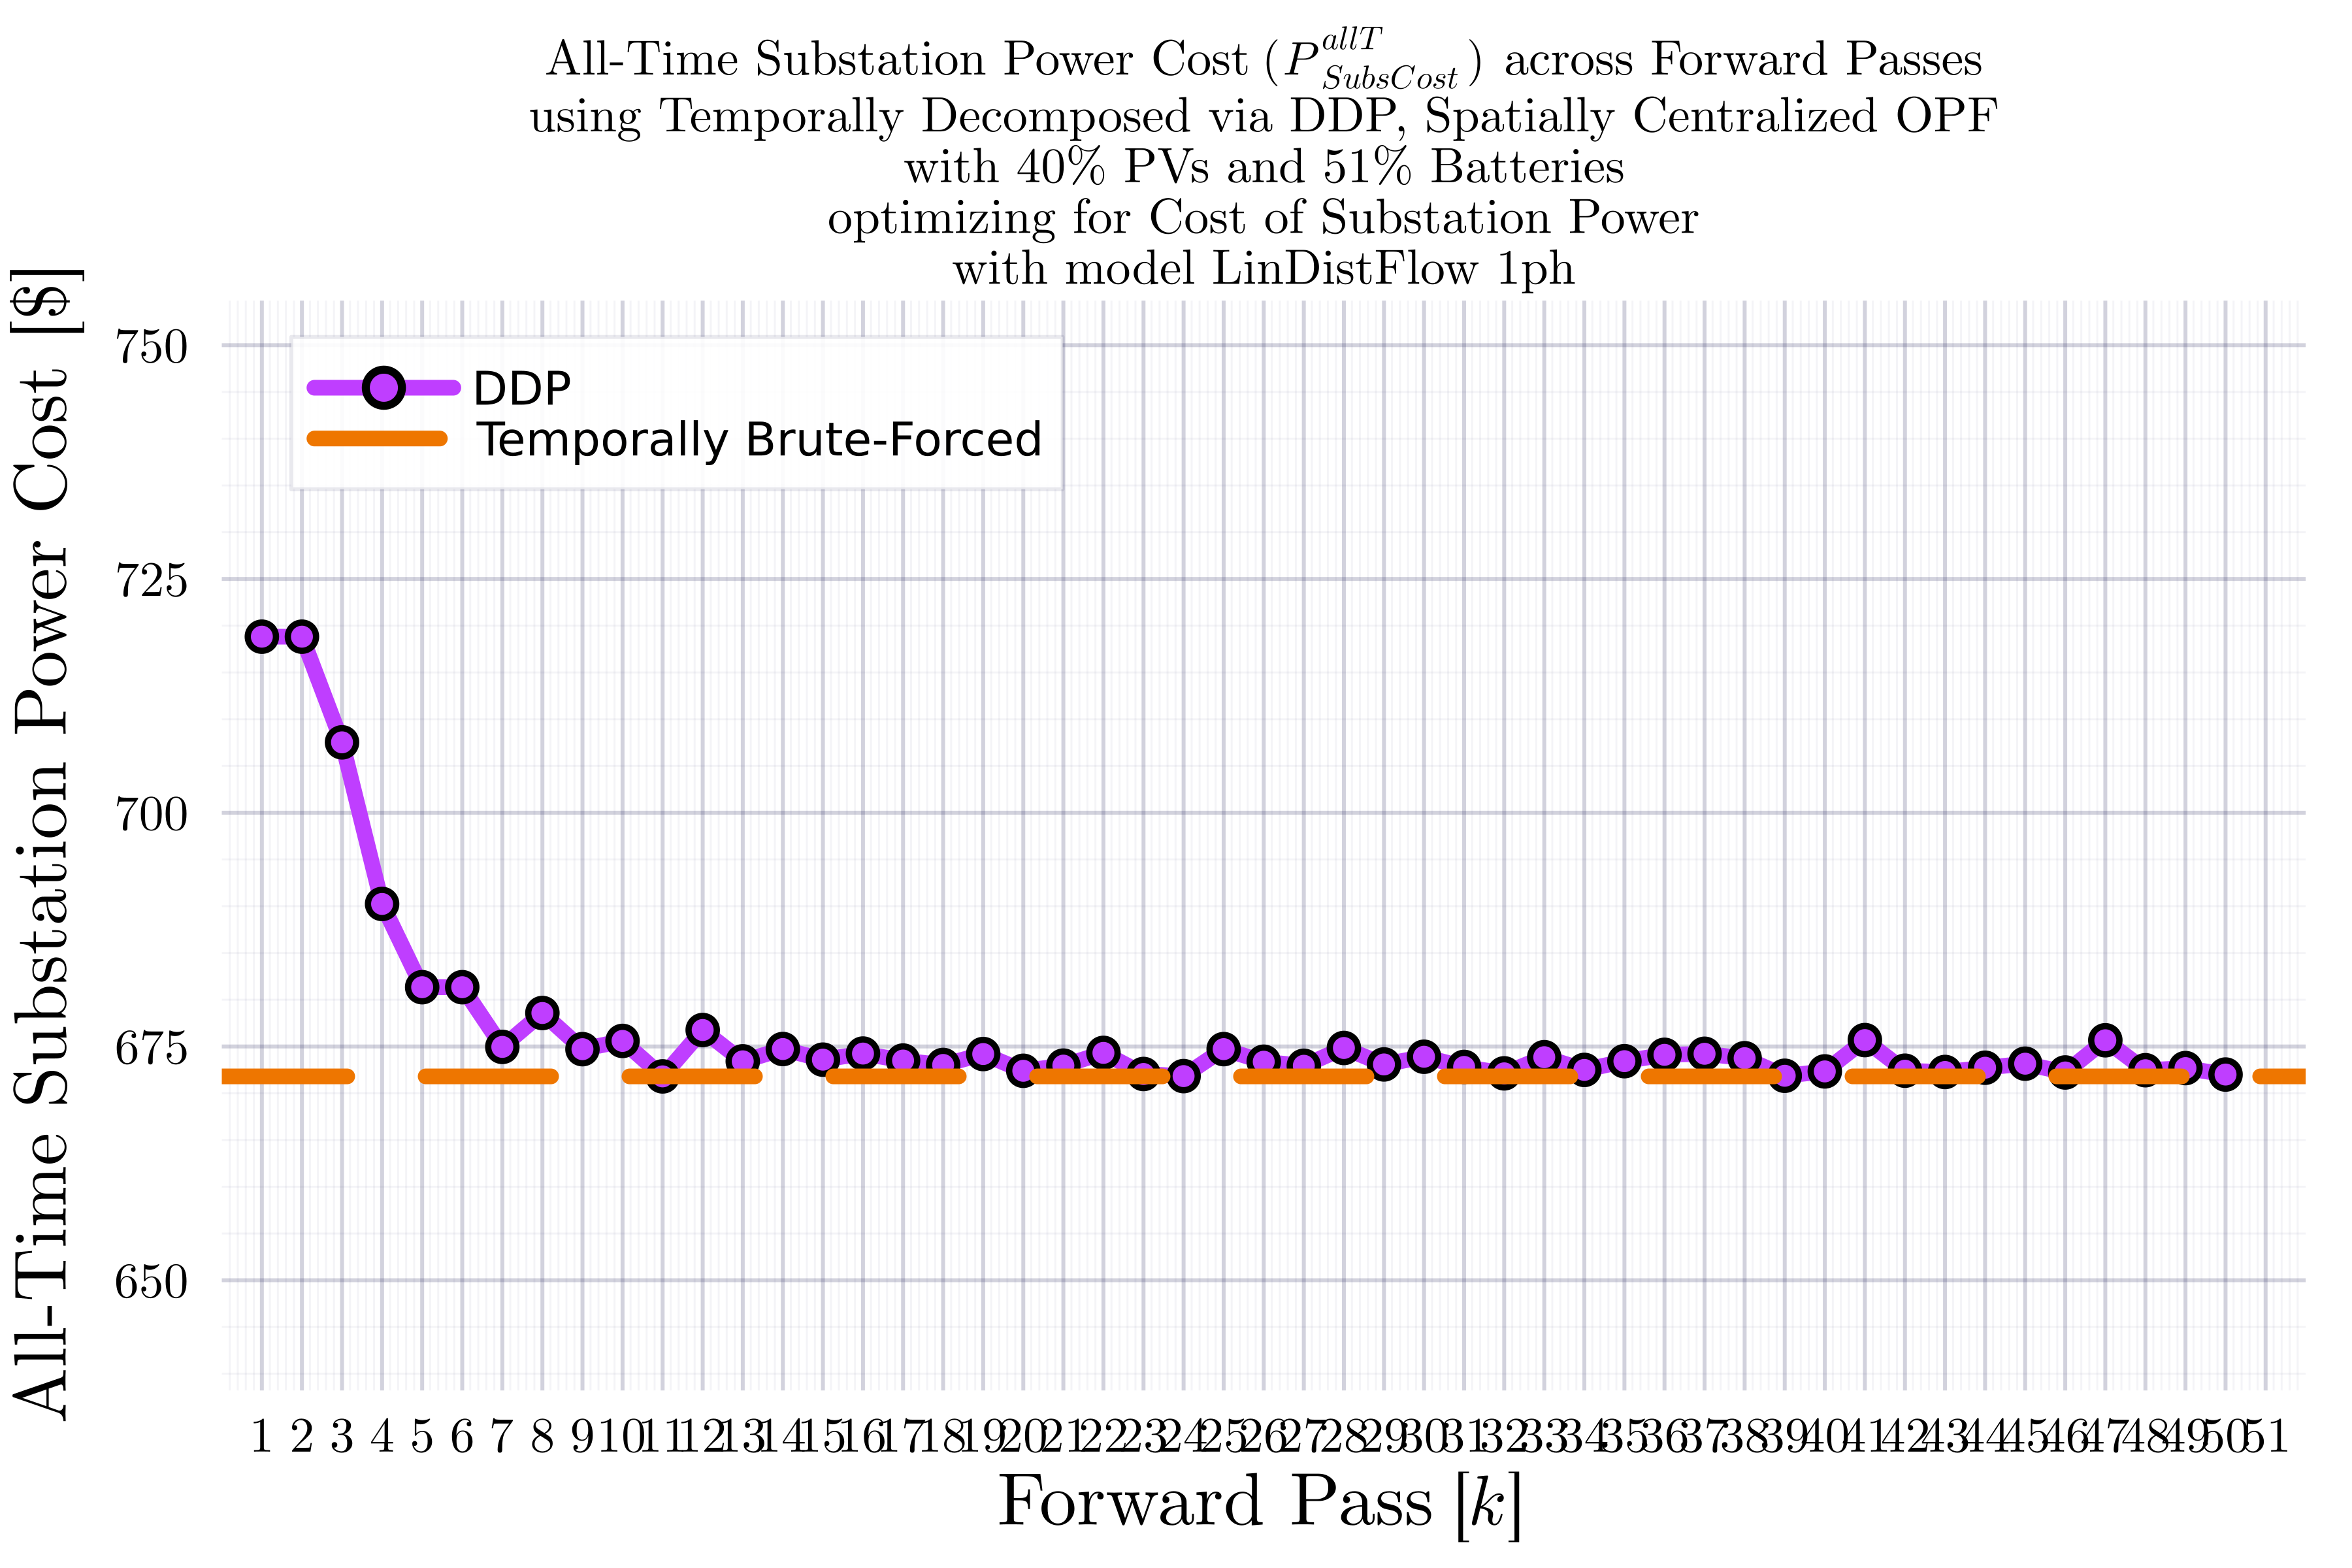 All-Time Substation Power Cost (P^{allT}_{SubsCost}) across Forward Passes
using Temporally Decomposed via DDP, Spatially Centralized OPF
with 40% PVs and 51% Batteries
optimizing for Cost of Substation Power
with model LinDistFlow 1ph
All-Time Substation Power Cost [$]
750
725
700
675
650
DDP
Temporally Brute-Forced
1 2 3 4 5 6 7 8 9 10 11 12 13 14 15 16 17 18 19 20 21 22 23 24 25 26 27 28 29 30 31 32 33 34 35 36 37 38 39 40 41 42 43 44 45 46 47 48 49 50 51
Forward Pass [k]